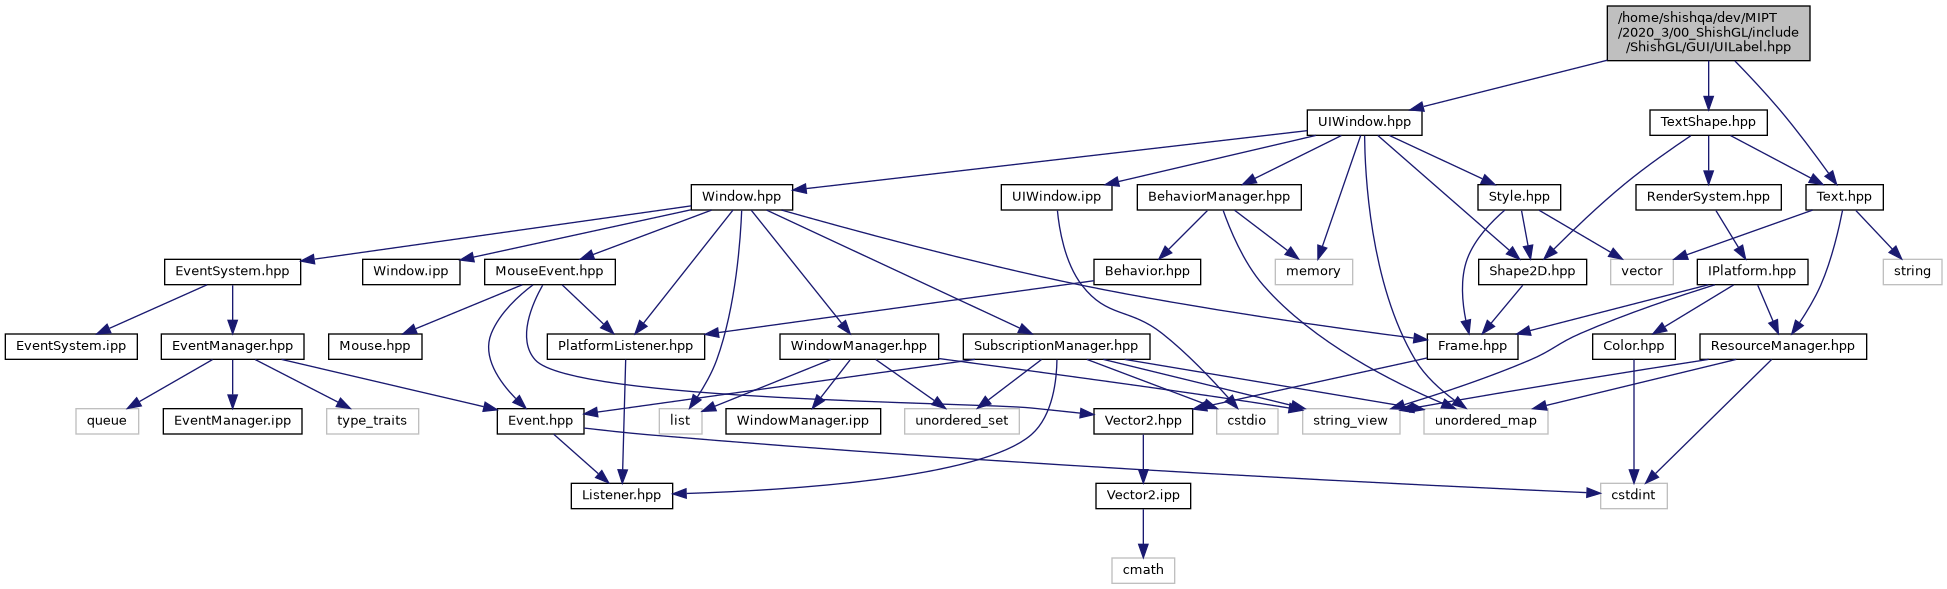 /home/shishqa/dev/MIPT
/2020_3/00_ShishGL/include
/ShishGL/GUI/UILabel.hpp
UIWindow.hpp
TextShape.hpp
Window.hpp
UIWindow.ipp
BehaviorManager.hpp
Style.hpp
RenderSystem.hpp
Text.hpp
EventSystem.hpp
Window.ipp
MouseEvent.hpp
Behavior.hpp
memory
Shape2D.hpp
vector
IPlatform.hpp
string
EventSystem.ipp
EventManager.hpp
Mouse.hpp
PlatformListener.hpp
WindowManager.hpp
SubscriptionManager.hpp
Frame.hpp
Color.hpp
ResourceManager.hpp
queue
EventManager.ipp
type_traits
Event.hpp
list
WindowManager.ipp
unordered_set
Vector2.hpp
cstdio
string_view
unordered_map
Listener.hpp
Vector2.ipp
cstdint
cmath